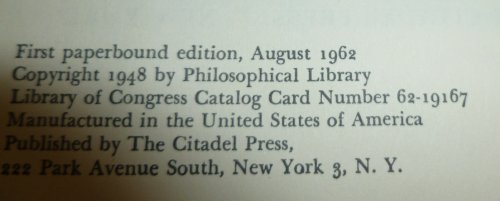 First paperbound edition, August 1962
Copyright 1948 by Philosophical Library
Library of Congress Catalog Card Number 62-19167
Manufactured in the United States of America
Published by The Citadel Press,
222 Park Avenue South, New York 3, N. Y.